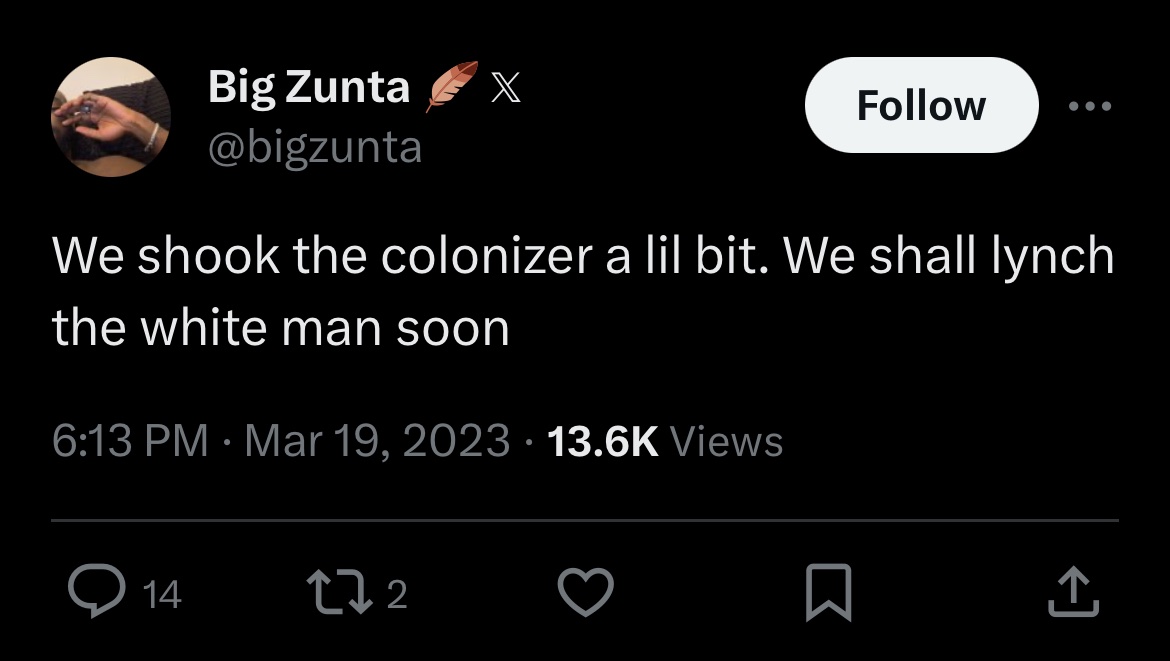 Big Zunta 🪶 𝕏
Follow
@bigzunta
We shook the colonizer a lil bit. We shall lynch
the white man soon
6:13 PM · Mar 19, 2023 · 13.6K Views
14 2